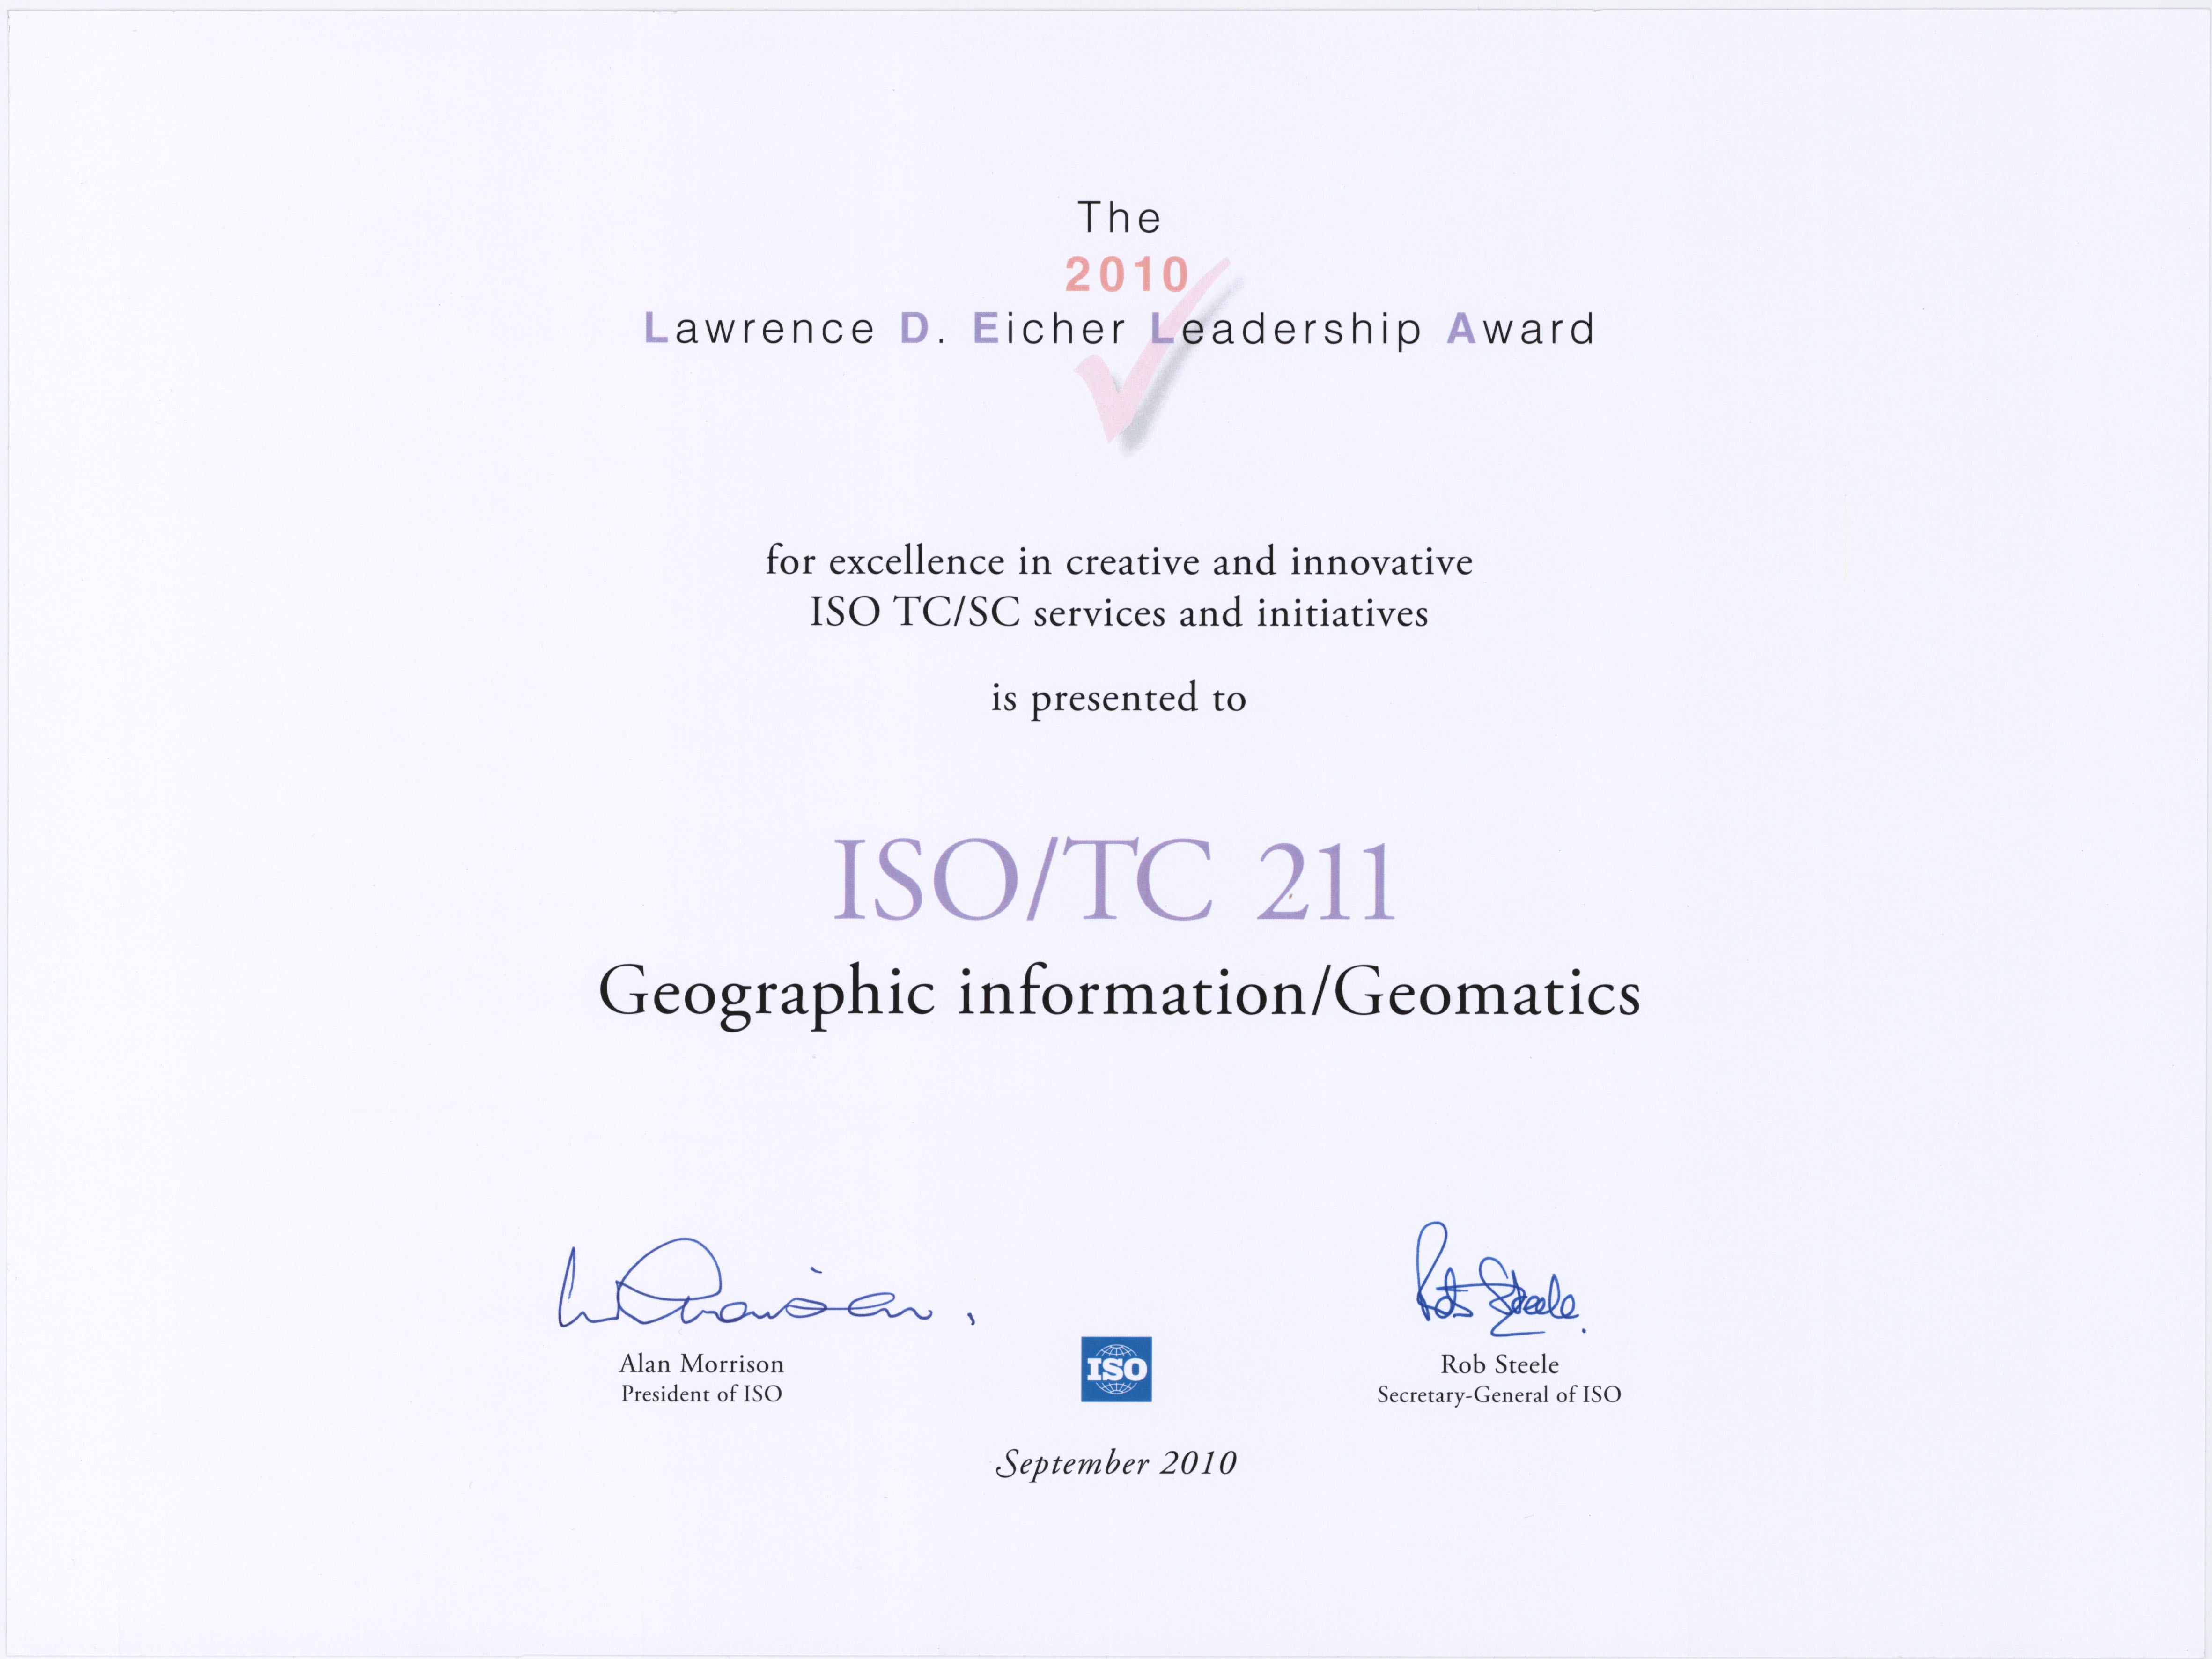 The
2010
Lawrence D. Eicher Leadership Award
for excellence in creative and innovative
ISO TC/SC services and initiatives
is presented to
ISO/TC 211
Geographic information/Geomatics
Rob Steele.
Alan Morrison
President of ISO
ISO
Rob Steele
Secretary-General of ISO
September 2010